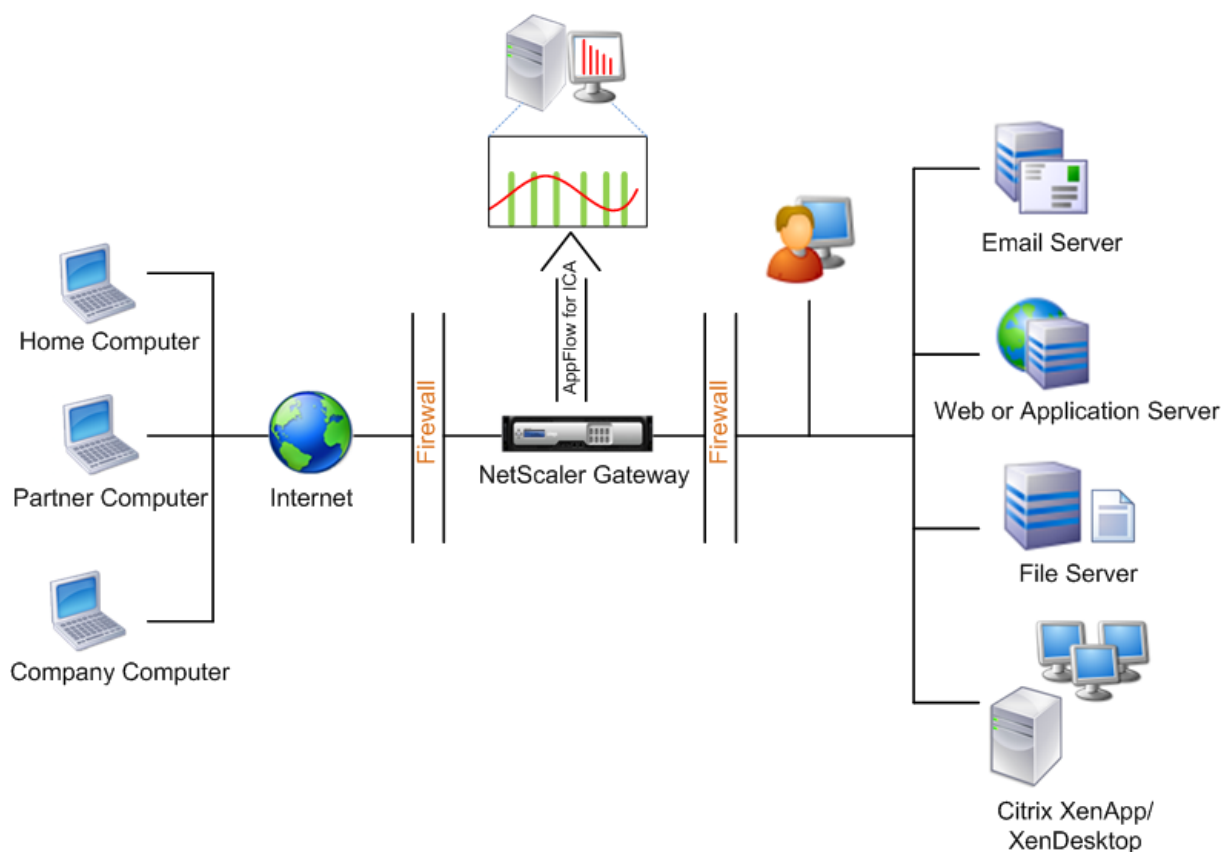 AppFlow for ICA
Email Server
Home Computer
Firewall
Firewall
Web or Application Server
Partner Computer
Internet
NetScaler Gateway
File Server
Company Computer
Citrix XenApp/
XenDesktop